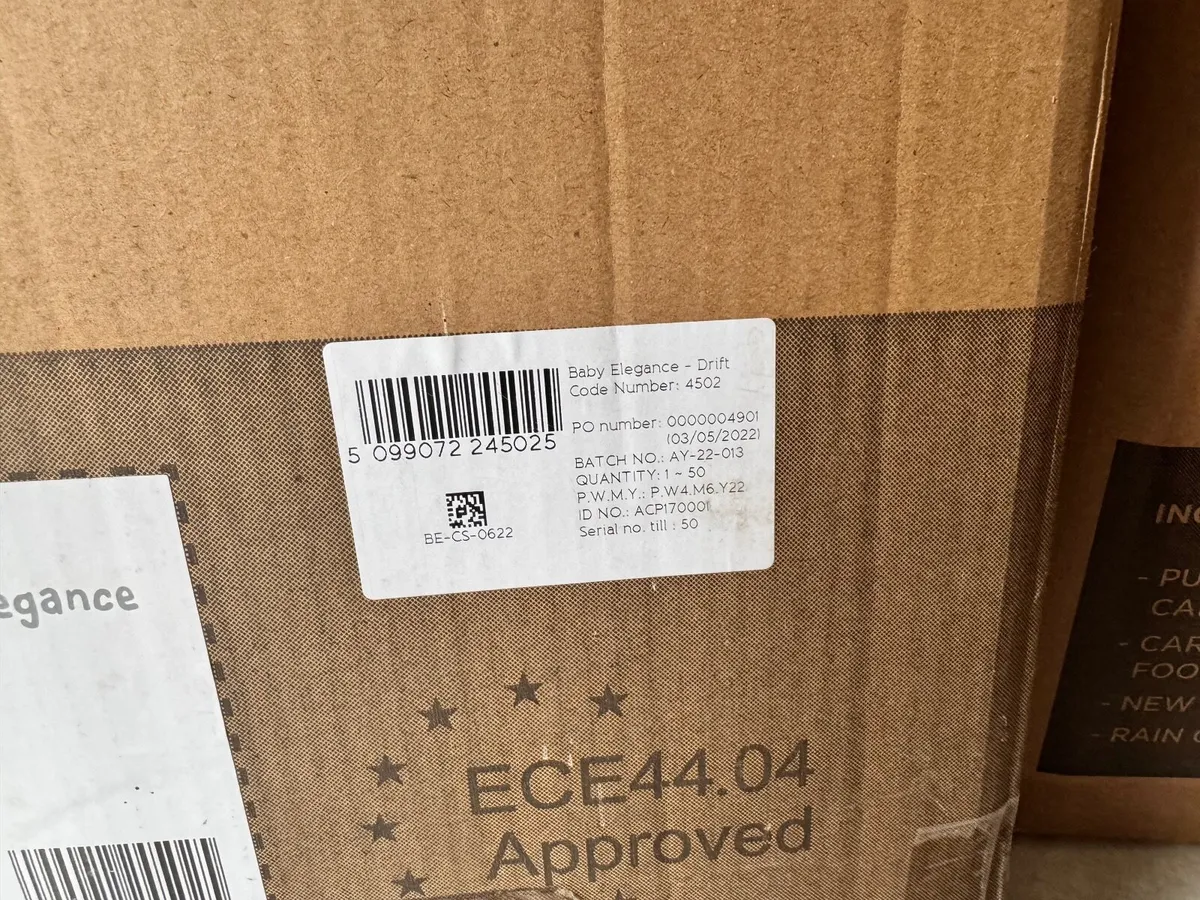 Baby Elegance - Drift
Code Number: 4502
PO number: 0000004901
(03/05/2022)
BATCH NO.: AY-22-013
QUANTITY: 1 ~ 50
P.W.M.Y.: P.W4.M6.Y22
ID NO.: ACP170001
Serial no. till : 50
5 099072 245025
BE-CS-0622
egance
ECE44.04
Approved
- PU
CA
- CAR
FOO
- NEW
- RAIN